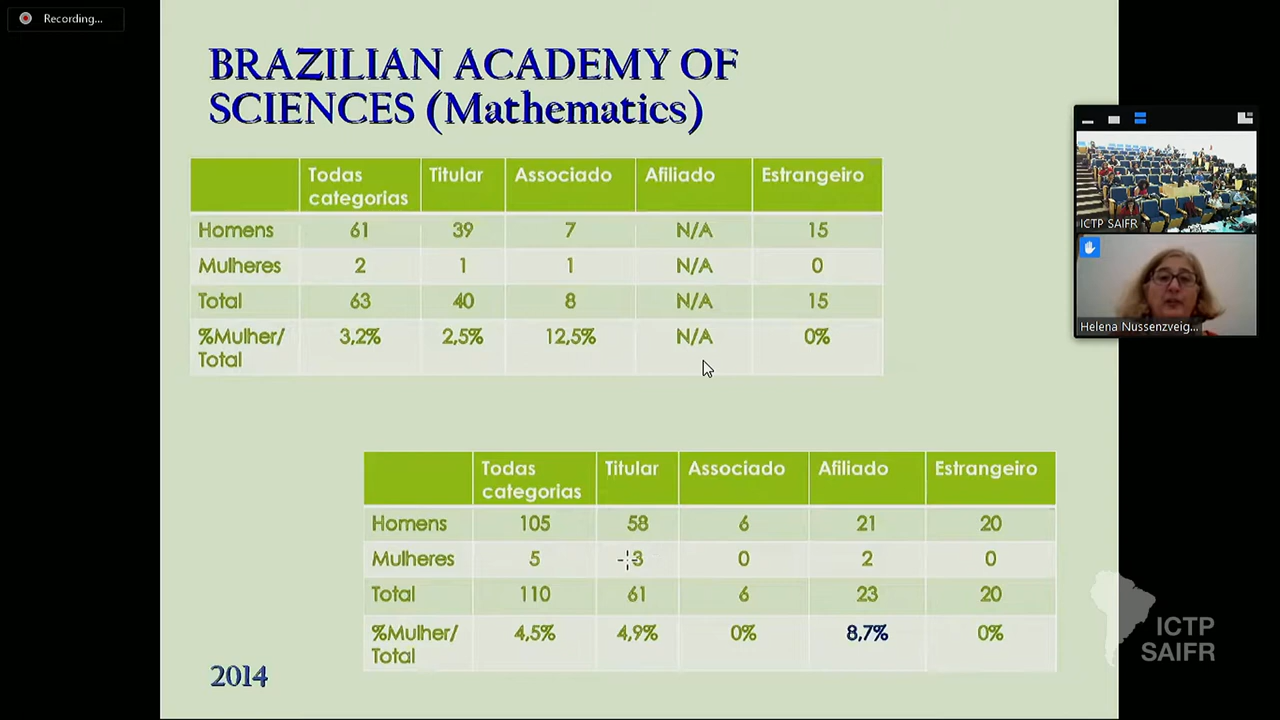 Recording...
BRAZILIAN ACADEMY OF
SCIENCES (Mathematics)
Todas categorias Titular Associado Afiliado Estrangeiro
Homens 61 39 7 N/A 15
Mulheres 2 1 1 N/A 0
Total 63 40 8 N/A 15
%Mulher/ Total 3,2% 2,5% 12,5% N/A 0%
ICTP SAIFR
Helena Nussenzveig...
Todas categorias Titular Associado Afiliado Estrangeiro
Homens 105 58 6 21 20
Mulheres 5 3 0 2 0
Total 110 61 6 23 20
%Mulher/ Total 4,5% 4,9% 0% 8,7% 0%
2014
ICTP
SAIFR